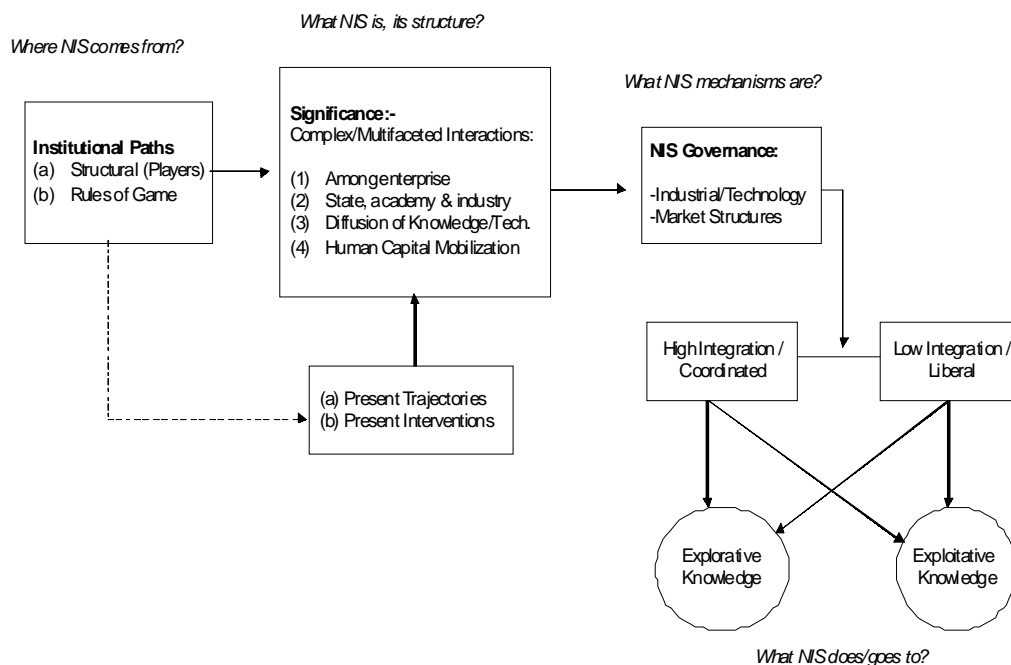 What NIS is, its structure?
Where NIS comes from?
What NIS mechanisms are?
Institutional Paths
(a) Structural (Players)
(b) Rules of Game
Significance:-
Complex/Multifaceted Interactions:
(1) Among enterprise
(2) State, academy & industry
(3) Diffusion of Knowledge/Tech.
(4) Human Capital Mobilization
NIS Governance:
-Industrial/Technology
-Market Structures
(a) Present Trajectories
(b) Present Interventions
High Integration /
Coordinated
Low Integration /
Liberal
Explorative
Knowledge
Exploitative
Knowledge
What NIS does/goes to?